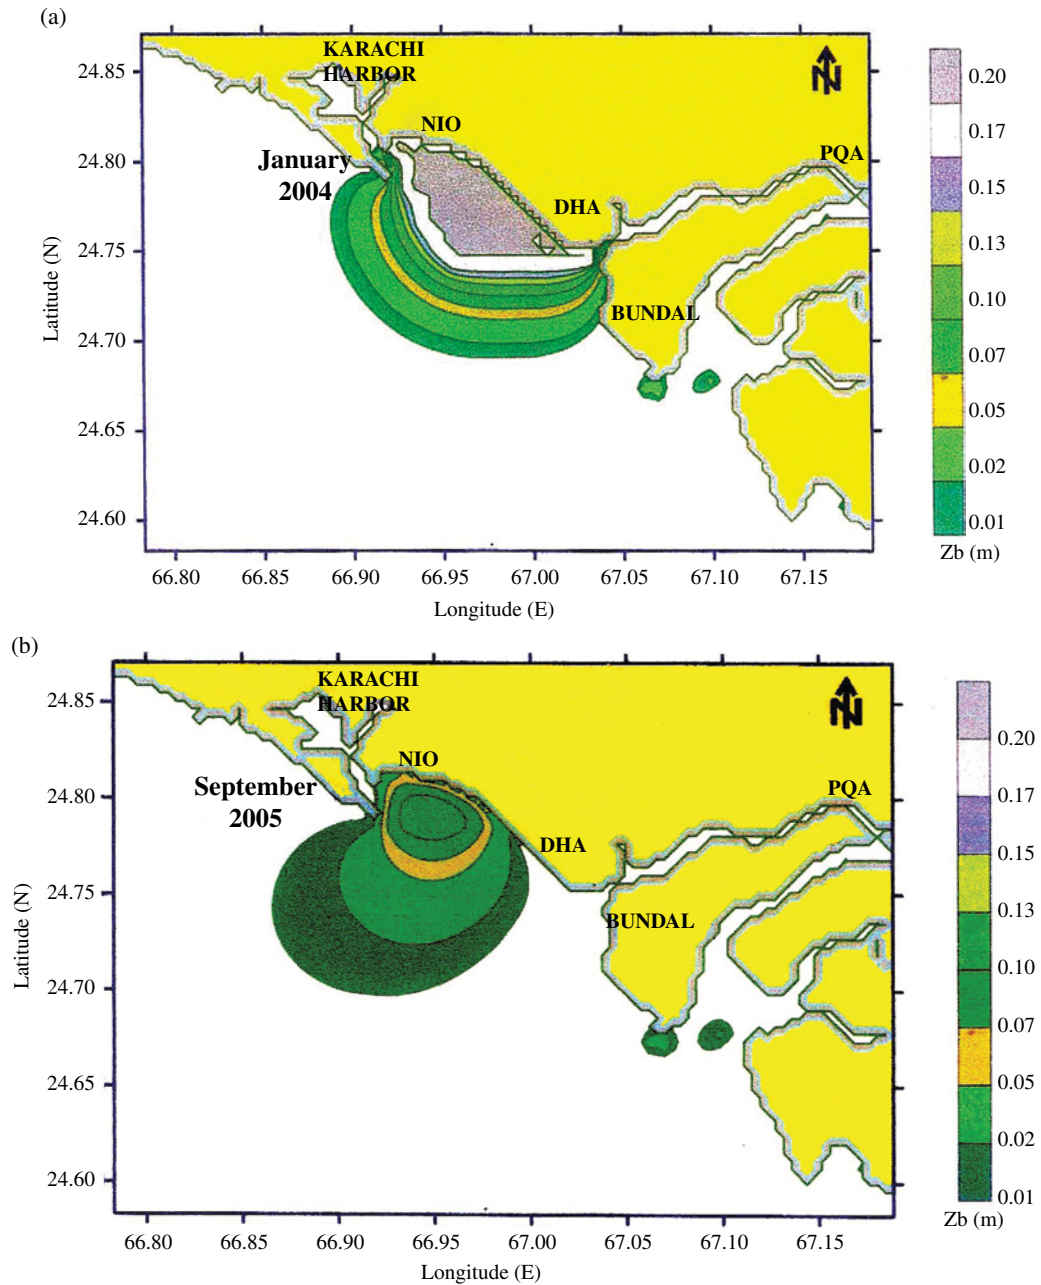 (a)
KARACHI
HARBOR
NIO
January
2004
DHA
PQA
BUNDAL
N
24.85
24.80
24.75
24.70
24.65
24.60
Latitude (N)
66.80 66.85 66.90 66.95 67.00 67.05 67.10 67.15
Longitude (E)
0.20
0.17
0.15
0.13
0.10
0.07
0.05
0.02
0.01
Zb (m)
(b)
KARACHI
HARBOR
NIO
September
2005
DHA
PQA
BUNDAL
N
24.85
24.80
24.75
24.70
24.65
24.60
Latitude (N)
66.80 66.85 66.90 66.95 67.00 67.05 67.10 67.15
Longitude (E)
0.20
0.17
0.15
0.13
0.10
0.07
0.05
0.02
0.01
Zb (m)